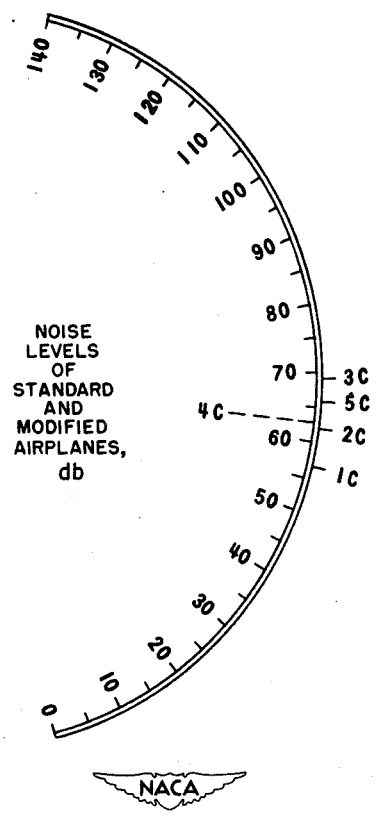 140
130
120
110
100
90
80
70
60
50
40
30
20
10
0
NOISE
LEVELS
OF
STANDARD
AND
MODIFIED
AIRPLANES,
db
3C
5C
4C
2C
1C
NACA